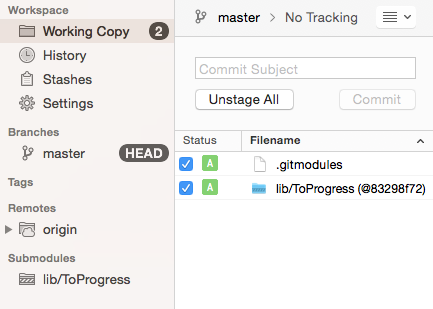 Workspace
Working Copy 2
History
Stashes
Settings
Branches
master HEAD
Tags
Remotes
origin
Submodules
lib/ToProgress
master > No Tracking
Commit Subject
Unstage All Commit
Status Filename
A .gitmodules
A lib/ToProgress (@83298f72)